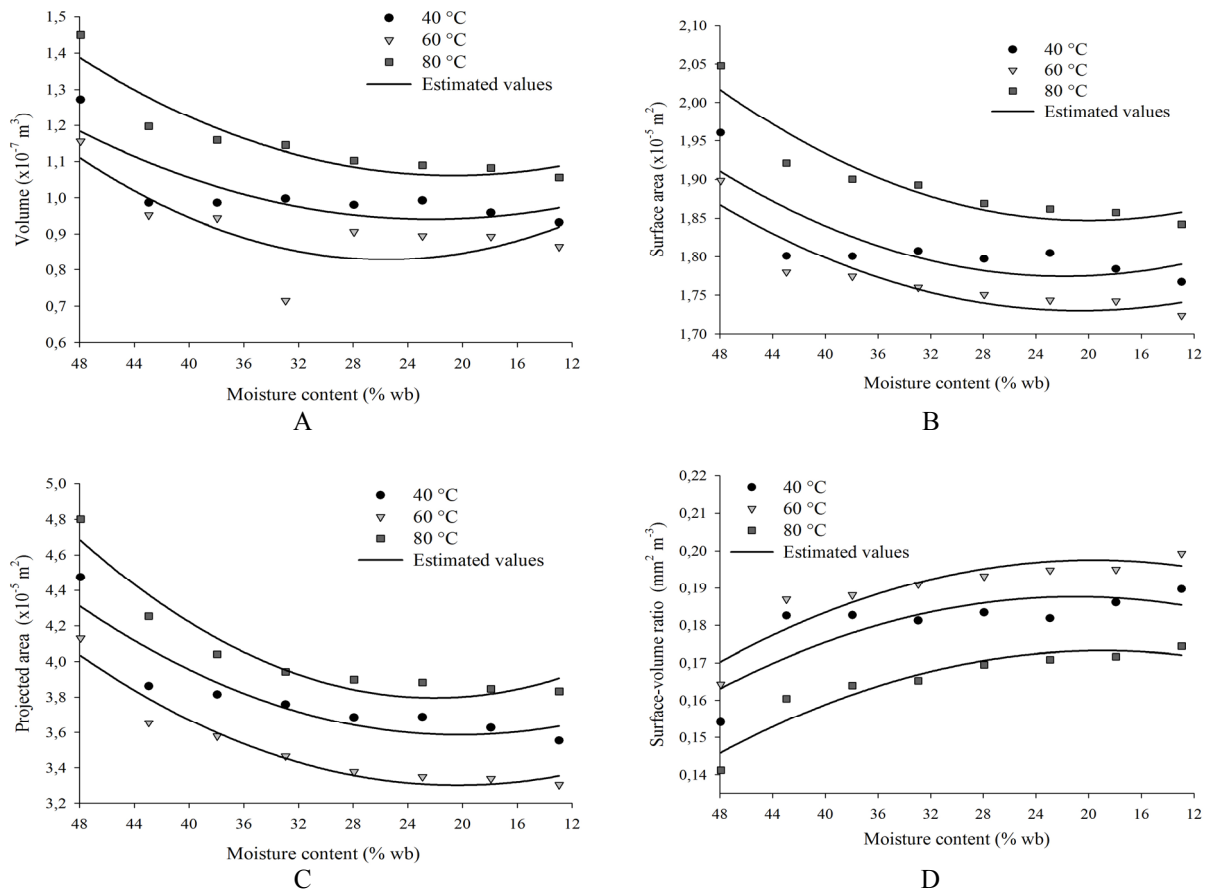 1,5
1,4
1,3
1,2
1,1
1,0
0,9
0,8
0,7
0,6
Volume (x10⁻⁷ m³)
40 °C
60 °C
80 °C
Estimated values
48 44 40 36 32 28 24 20 16 12
Moisture content (% wb)
A
2,10
2,05
2,00
1,95
1,90
1,85
1,80
1,75
1,70
Surface area (x10⁻⁵ m²)
40 °C
60 °C
80 °C
Estimated values
48 44 40 36 32 28 24 20 16 12
Moisture content (% wb)
B
5,0
4,8
4,6
4,4
4,2
4,0
3,8
3,6
3,4
3,2
Projected area (x10⁻⁵ m²)
40 °C
60 °C
80 °C
Estimated values
48 44 40 36 32 28 24 20 16 12
Moisture content (% wb)
C
0,22
0,21
0,20
0,19
0,18
0,17
0,16
0,15
0,14
Surface-volume ratio (mm² m⁻³)
40 °C
60 °C
80 °C
Estimated values
48 44 40 36 32 28 24 20 16 12
Moisture content (% wb)
D